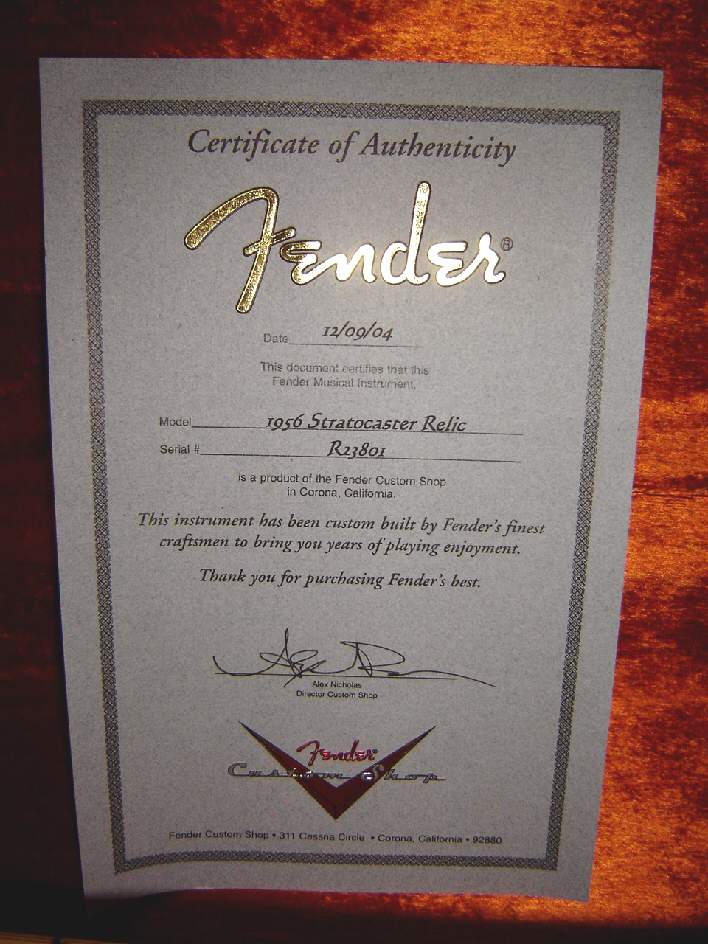 Certificate of Authenticity
Fender®
Date 12/09/04
This document certifies that this
Fender Musical Instrument,
Model 1956 Stratocaster Relic
Serial # R23801
is a product of the Fender Custom Shop
in Corona, California.
This instrument has been custom built by Fender's finest
craftsmen to bring you years of playing enjoyment.
Thank you for purchasing Fender's best.
Alex Nicholas
Director Custom Shop
Fender
Custom Shop
Fender Custom Shop • 311 Cessna Circle • Corona, California • 92880